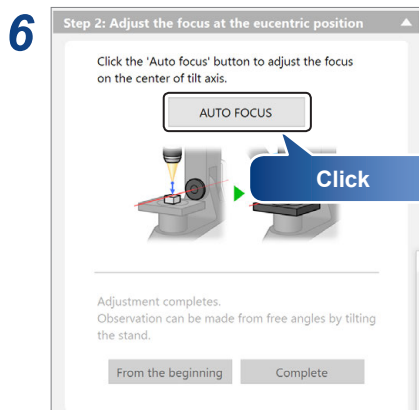 6
Step 2: Adjust the focus at the eucentric position
Click the 'Auto focus' button to adjust the focus
on the center of tilt axis.
AUTO FOCUS
Click
Adjustment completes.
Observation can be made from free angles by tilting
the stand.
From the beginning
Complete